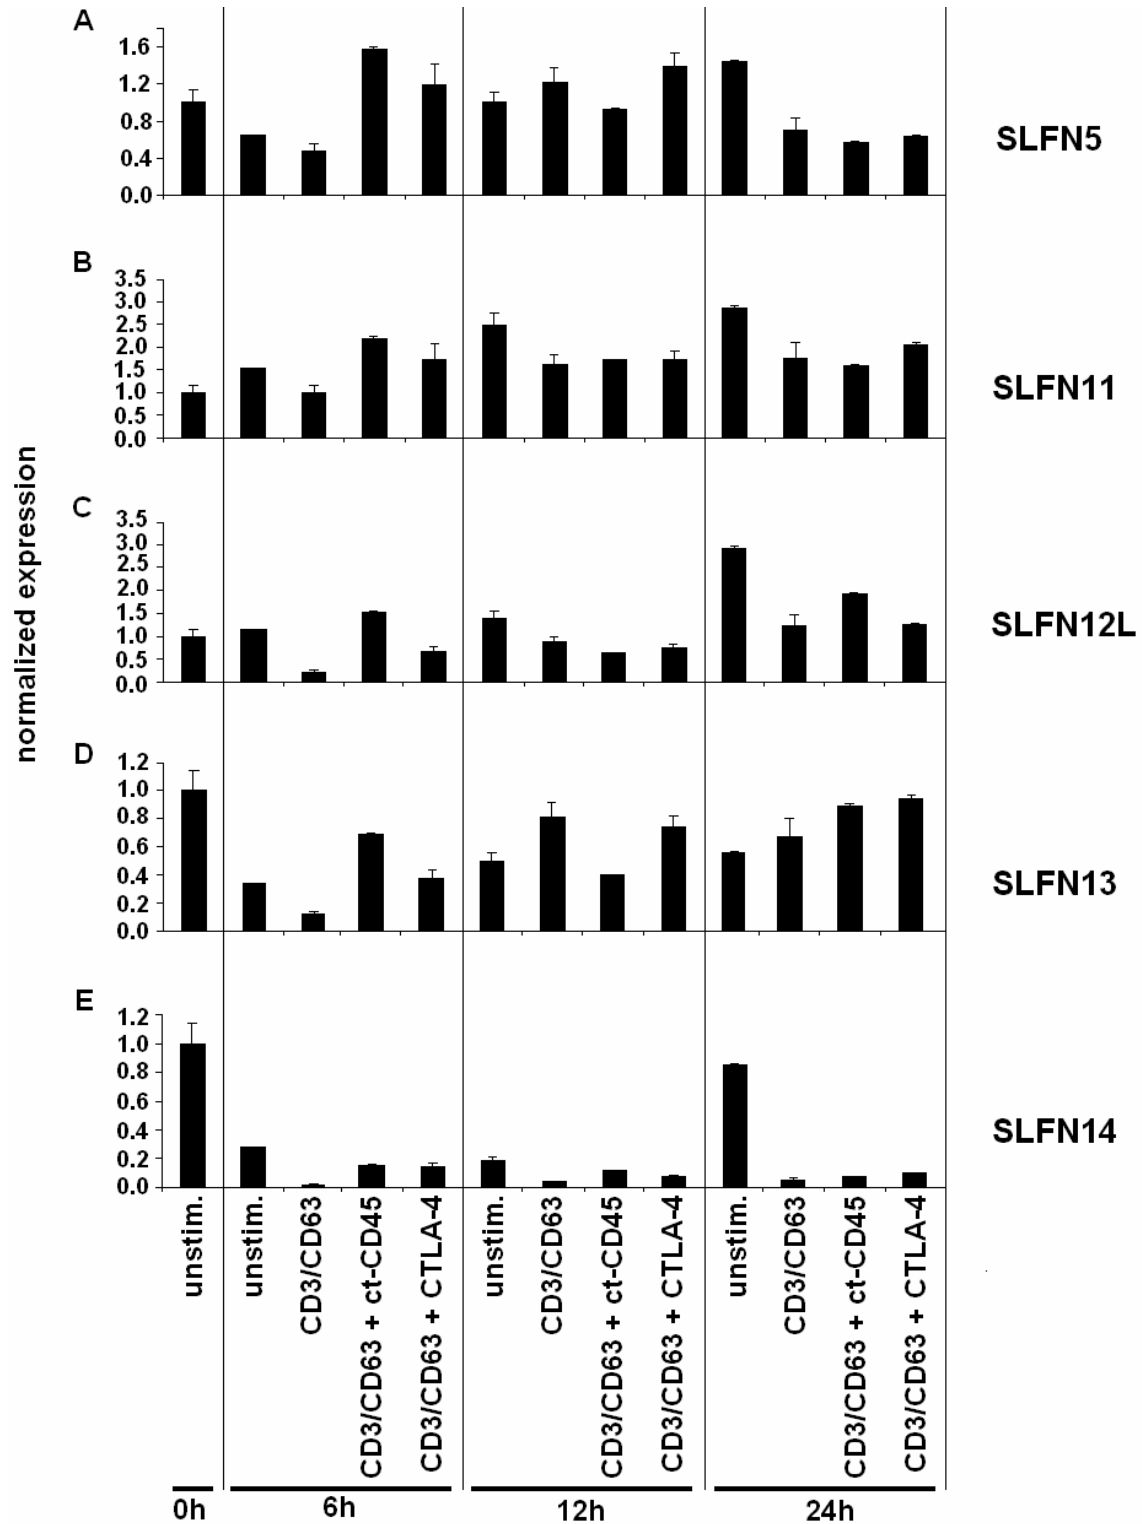 A
1.6
1.2
0.8
0.4
0.0
SLFN5
B
3.5
3.0
2.5
2.0
1.5
1.0
0.5
0.0
SLFN11
normalized expression
C
3.5
3.0
2.5
2.0
1.5
1.0
0.5
0.0
SLFN12L
D
1.2
1.0
0.8
0.6
0.4
0.2
0.0
SLFN13
E
1.2
1.0
0.8
0.6
0.4
0.2
0.0
SLFN14
unstim.
unstim.
CD3/CD63
CD3/CD63 + ct-CD45
CD3/CD63 + CTLA-4
unstim.
CD3/CD63
CD3/CD63 + ct-CD45
CD3/CD63 + CTLA-4
unstim.
CD3/CD63
CD3/CD63 + ct-CD45
CD3/CD63 + CTLA-4
0h
6h
12h
24h